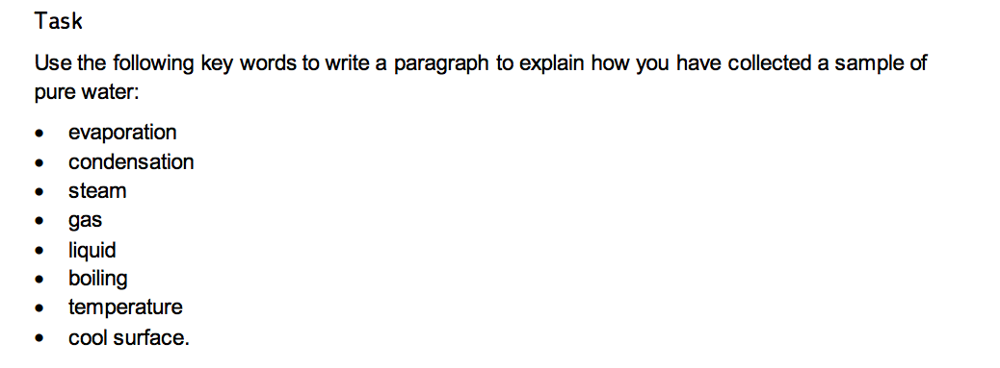 Task
Use the following key words to write a paragraph to explain how you have collected a sample of
pure water:
• evaporation
• condensation
• steam
• gas
• liquid
• boiling
• temperature
• cool surface.